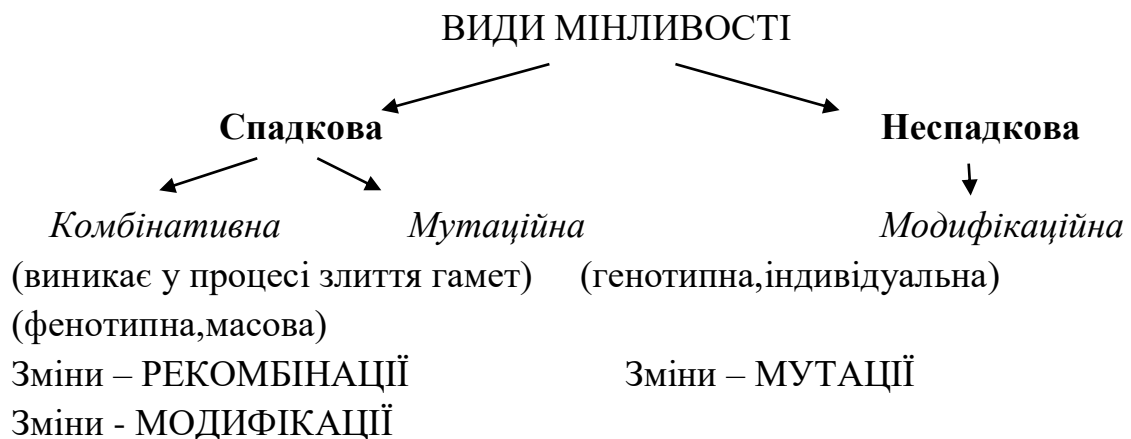 ВИДИ МІНЛИВОСТІ
Спадкова Неспадкова
Комбінативна Мутаційна Модифікаційна
(виникає у процесі злиття гамет) (генотипна,індивідуальна)
(фенотипна,масова)
Зміни – РЕКОМБІНАЦІЇ Зміни – МУТАЦІЇ
Зміни - МОДИФІКАЦІЇ